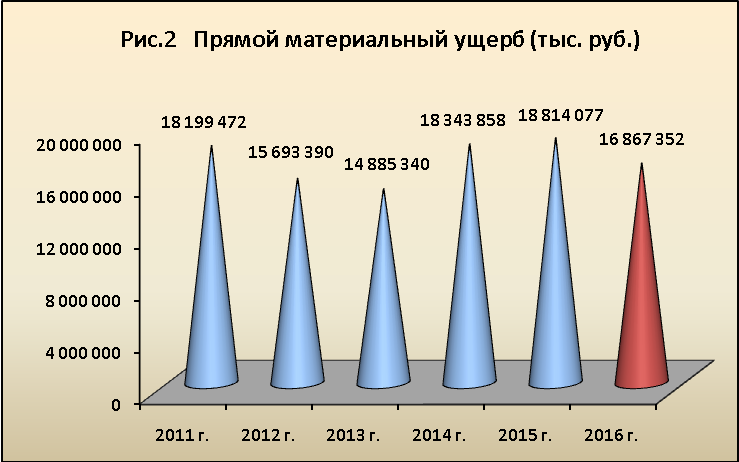 Рис.2 Прямой материальный ущерб (тыс. руб.)
18 199 472
15 693 390
14 885 340
18 343 858
18 814 077
16 867 352
20 000 000
16 000 000
12 000 000
8 000 000
4 000 000
0
2011 г. 2012 г. 2013 г. 2014 г. 2015 г. 2016 г.